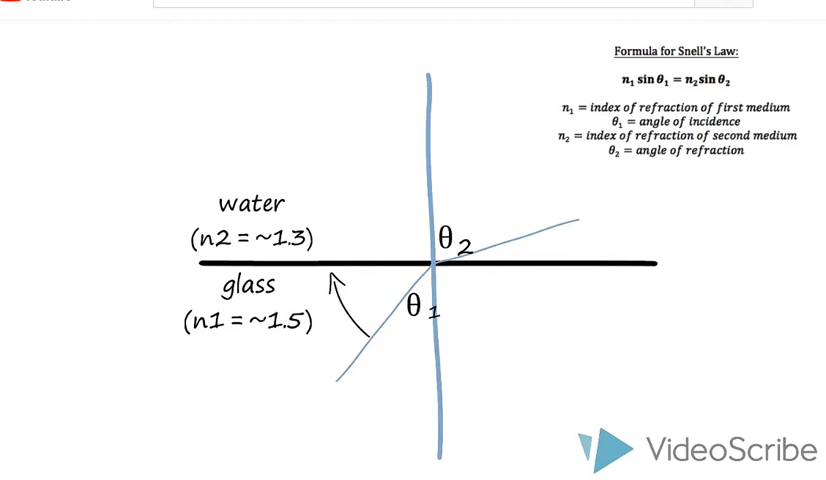 Formula for Snell's Law:
n₁ sin θ₁ = n₂sin θ₂
n₁ = index of refraction of first medium
θ₁ = angle of incidence
n₂ = index of refraction of second medium
θ₂ = angle of refraction
water
(n2 = ~1.3)
θ₂
glass
(n1 = ~1.5)
θ₁
VideoScribe